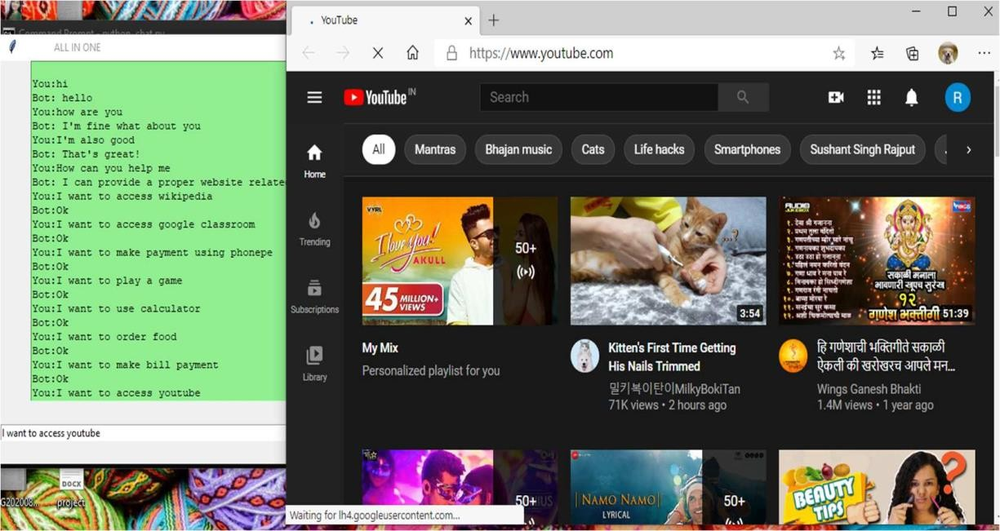 Command Prompt - python chat.py
ALL IN ONE
You:hi
Bot: hello
You:how are you
Bot: I'm fine what about you
You:I'm also good
Bot: That's great!
You:How can you help me
Bot: I can provide a proper website relate
You:I want to access wikipedia
Bot:Ok
You:I want to access google classroom
Bot:Ok
You:I want to make payment using phonepe
Bot:Ok
You:I want to play a game
Bot:Ok
You:I want to use calculator
Bot:Ok
You:I want to order food
Bot:Ok
You:I want to make bill payment
Bot:Ok
You:I want to access youtube
I want to access youtube
DOCX
G202008...
project
YouTube
https://www.youtube.com
YouTube IN
Search
R
All
Mantras
Bhajan music
Cats
Life hacks
Smartphones
Sushant Singh Rajput
Home
Trending
Subscriptions
Library
VYRL
I love you!
AKULL
45 MILLION+
VIEWS
50+
My Mix
Personalized playlist for you
...?
3:54
Kitten's First Time Getting
His Nails Trimmed
밀키복이탄이MilkyBokiTan
71K views • 2 hours ago
AUDIO
JUKEBOX
WINGS
सकाळी मनाला
भावणारी खूपच सुरेख
१२
गणेश भक्तीगी
51:39
हि गणेशाची भक्तिगीते सकाळी
ऐकली की खरोखरच आपले मन...
Wings Ganesh Bhakti
1.4M views • 1 year ago
50+
NAMO NAMO
LYRICAL
50+
BEAUTY
TIPS
?
Waiting for lh4.googleusercontent.com...